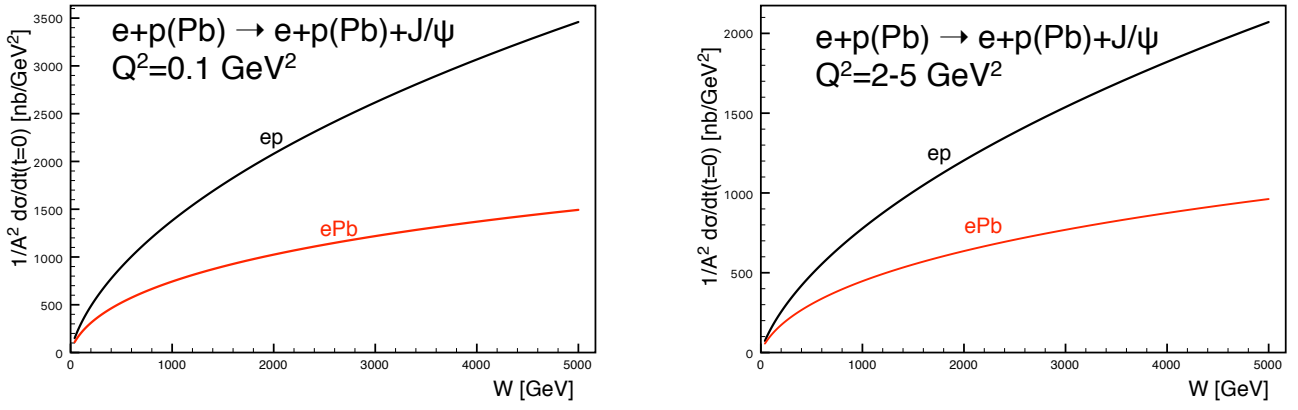 e+p(Pb) → e+p(Pb)+J/ψ
Q²=0.1 GeV²
1/A² dσ/dt(t=0) [nb/GeV²]
3500
3000
2500
2000
1500
1000
500
0
ep
ePb
0 1000 2000 3000 4000 5000
W [GeV]
e+p(Pb) → e+p(Pb)+J/ψ
Q²=2-5 GeV²
1/A² dσ/dt(t=0) [nb/GeV²]
2000
1500
1000
500
0
ep
ePb
0 1000 2000 3000 4000 5000
W [GeV]